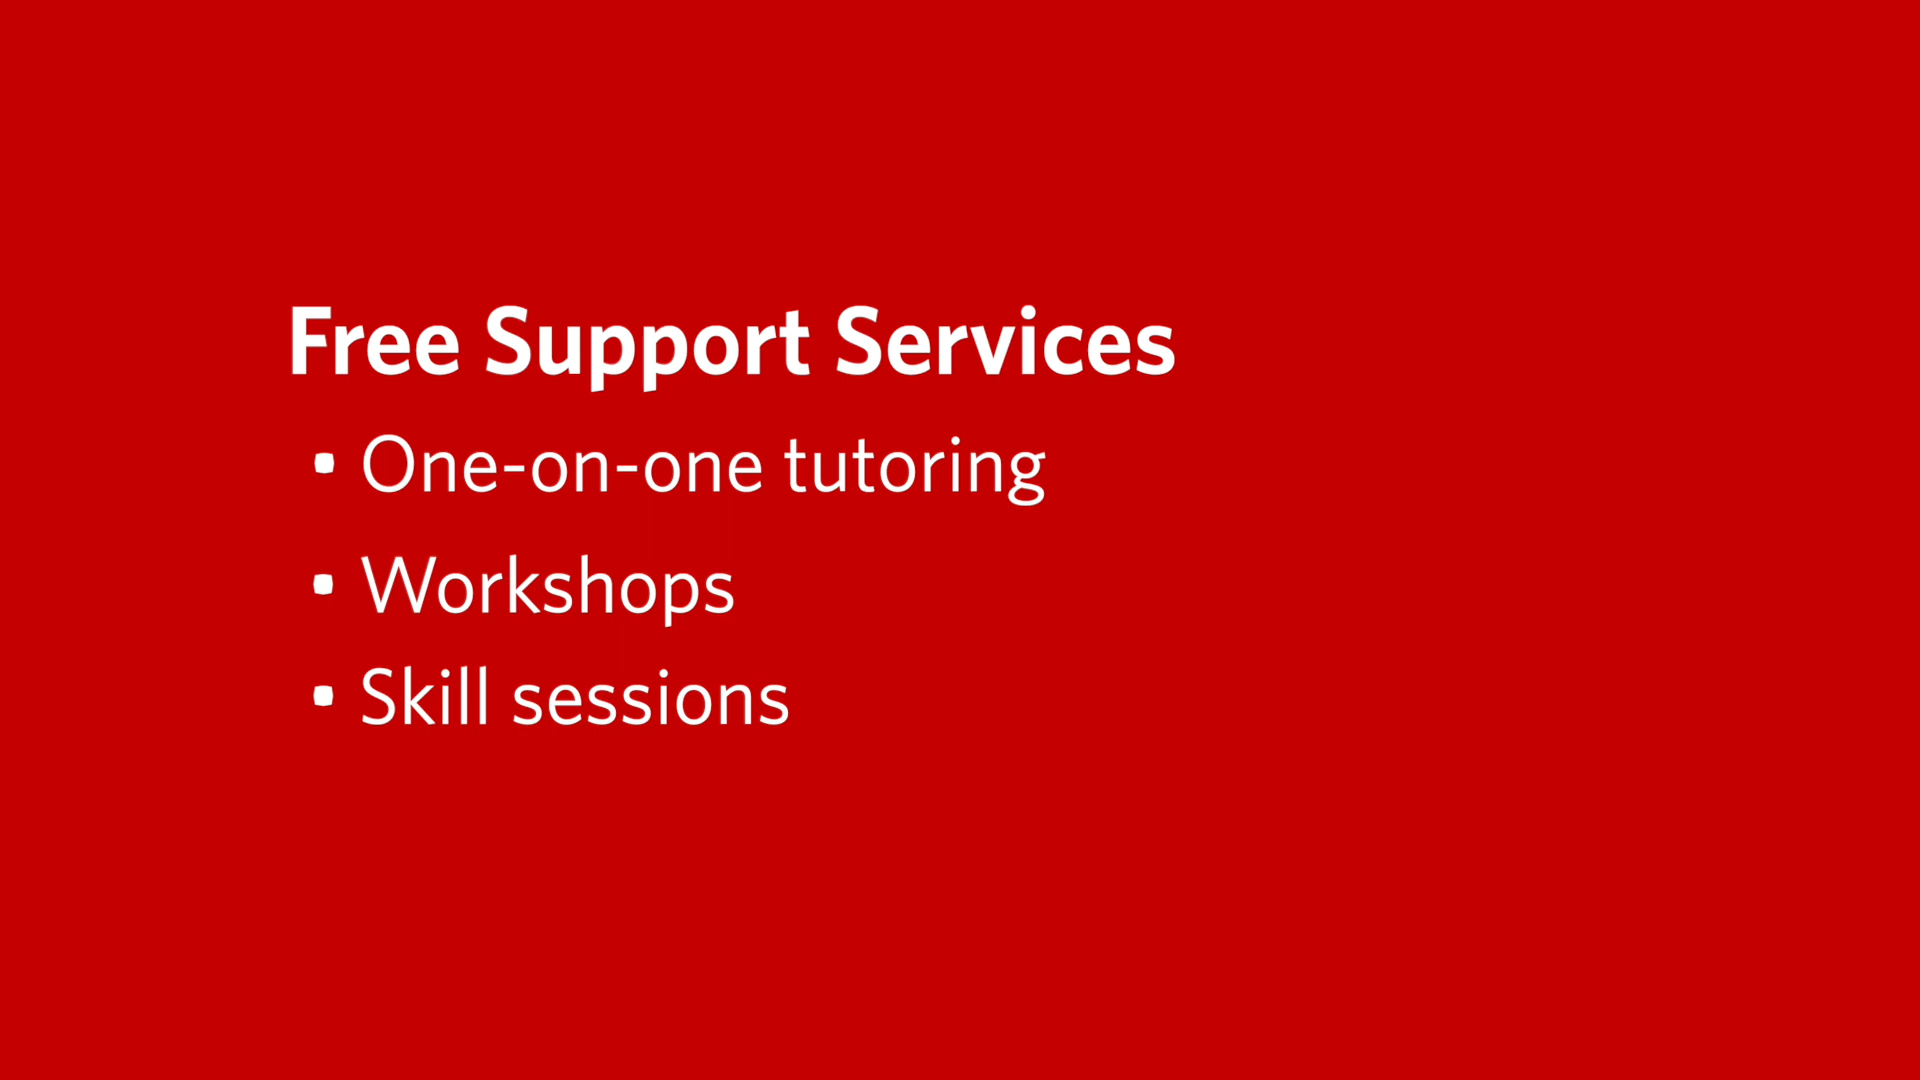 Free Support Services
▪ One-on-one tutoring
▪ Workshops
▪ Skill sessions